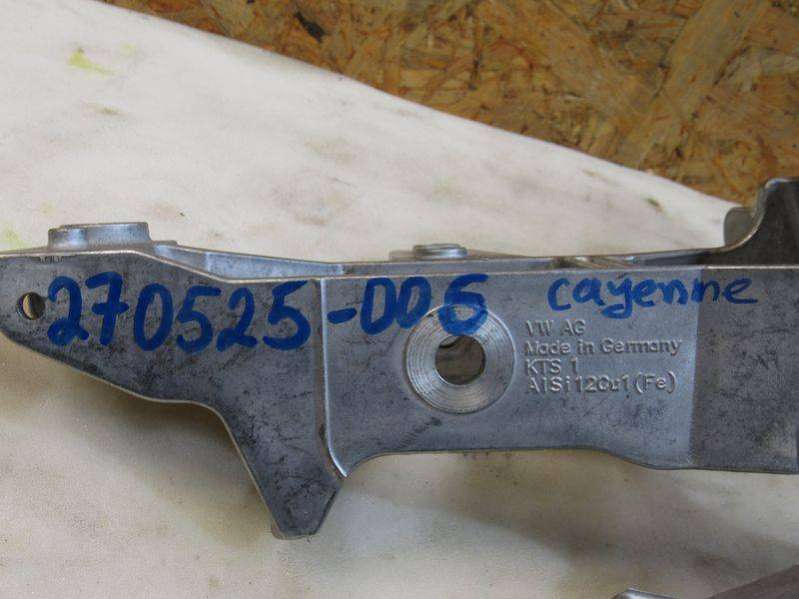 270525-006 cayenne
VW AG
Made in Germany
KTS 1
AlSi12Cu1(Fe)